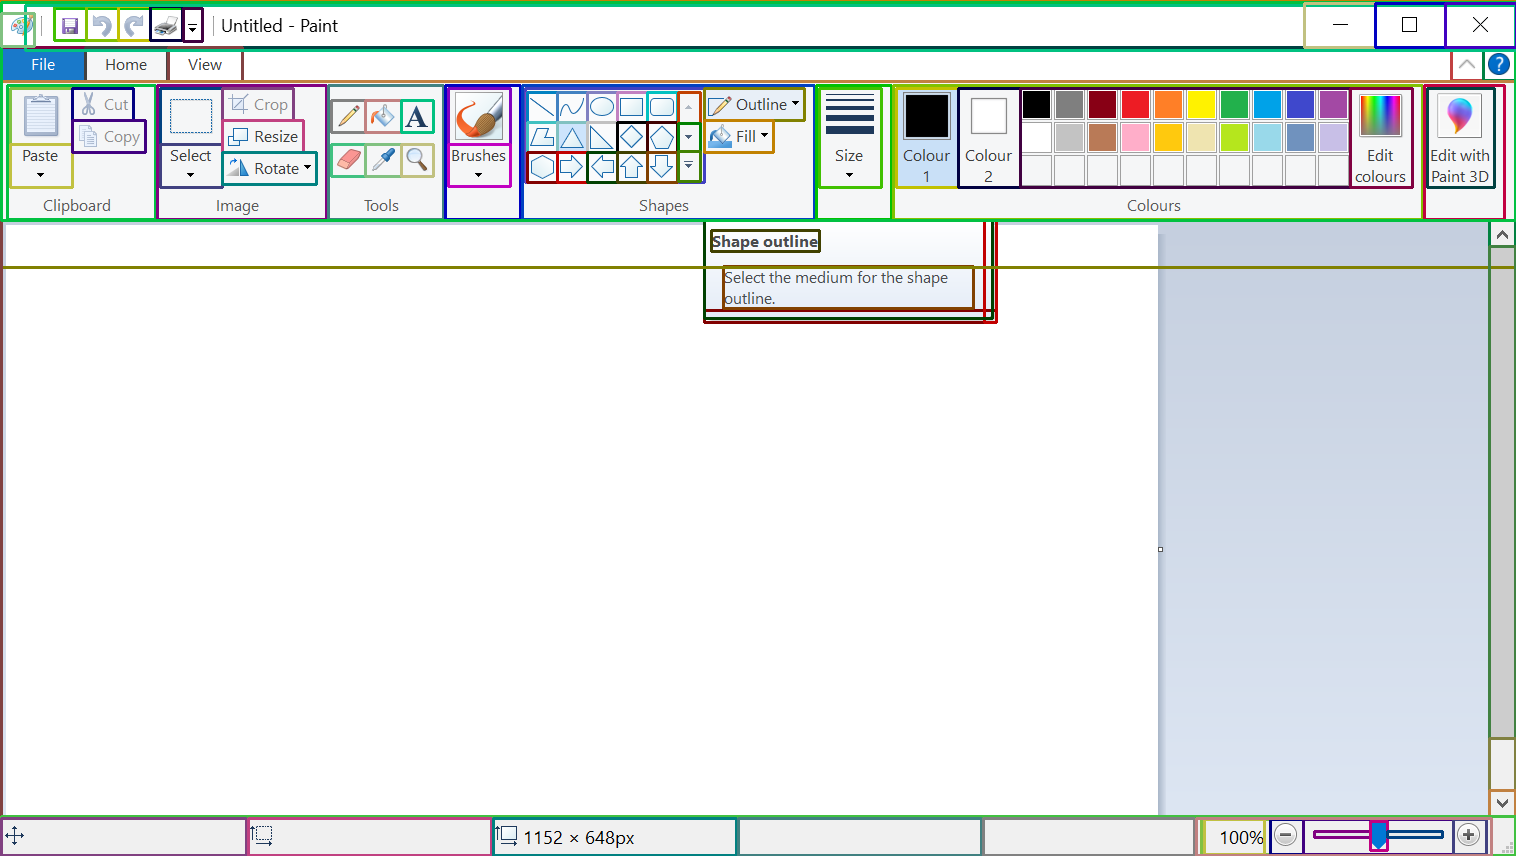 Untitled - Paint
File Home View
Paste
Cut
Copy
Clipboard
Select
Crop
Resize
Rotate
Image
A
Tools
Brushes
Shapes
Outline
Fill
Size
Colour 1
Colour 2
Colours
Edit colours
Edit with Paint 3D
Shape outline
Select the medium for the shape
outline.
1152 × 648px
100%